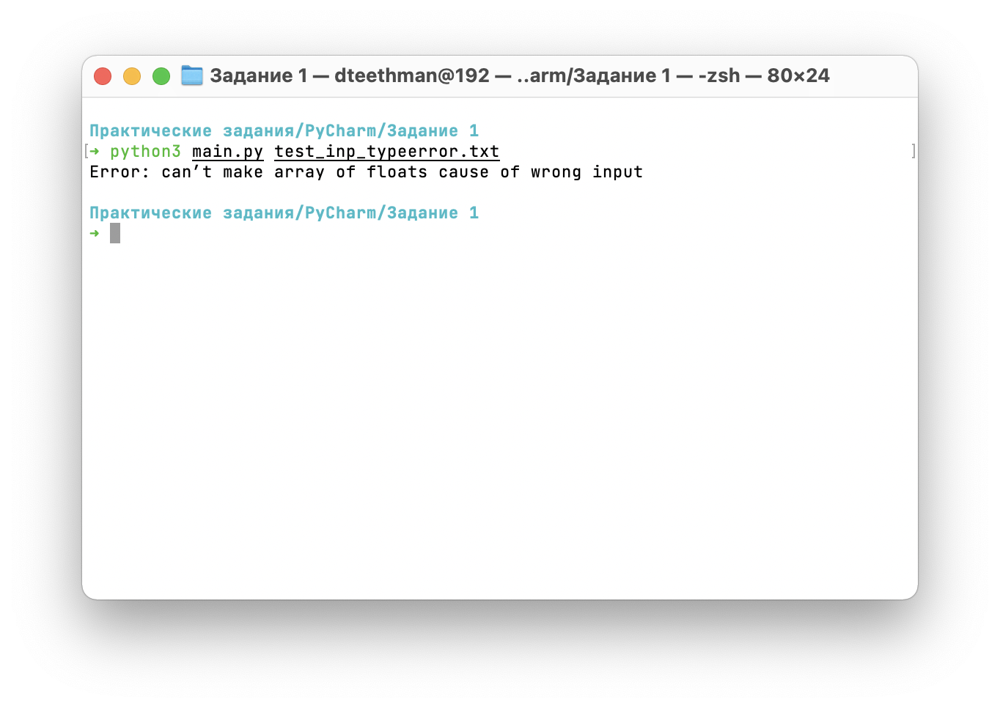 Задание 1 — dteethman@192 — ..arm/Задание 1 — -zsh — 80×24
Практические задания/PyCharm/Задание 1
[➜ python3 main.py test_inp_typeerror.txt ]
Error: can’t make array of floats cause of wrong input
Практические задания/PyCharm/Задание 1
➜